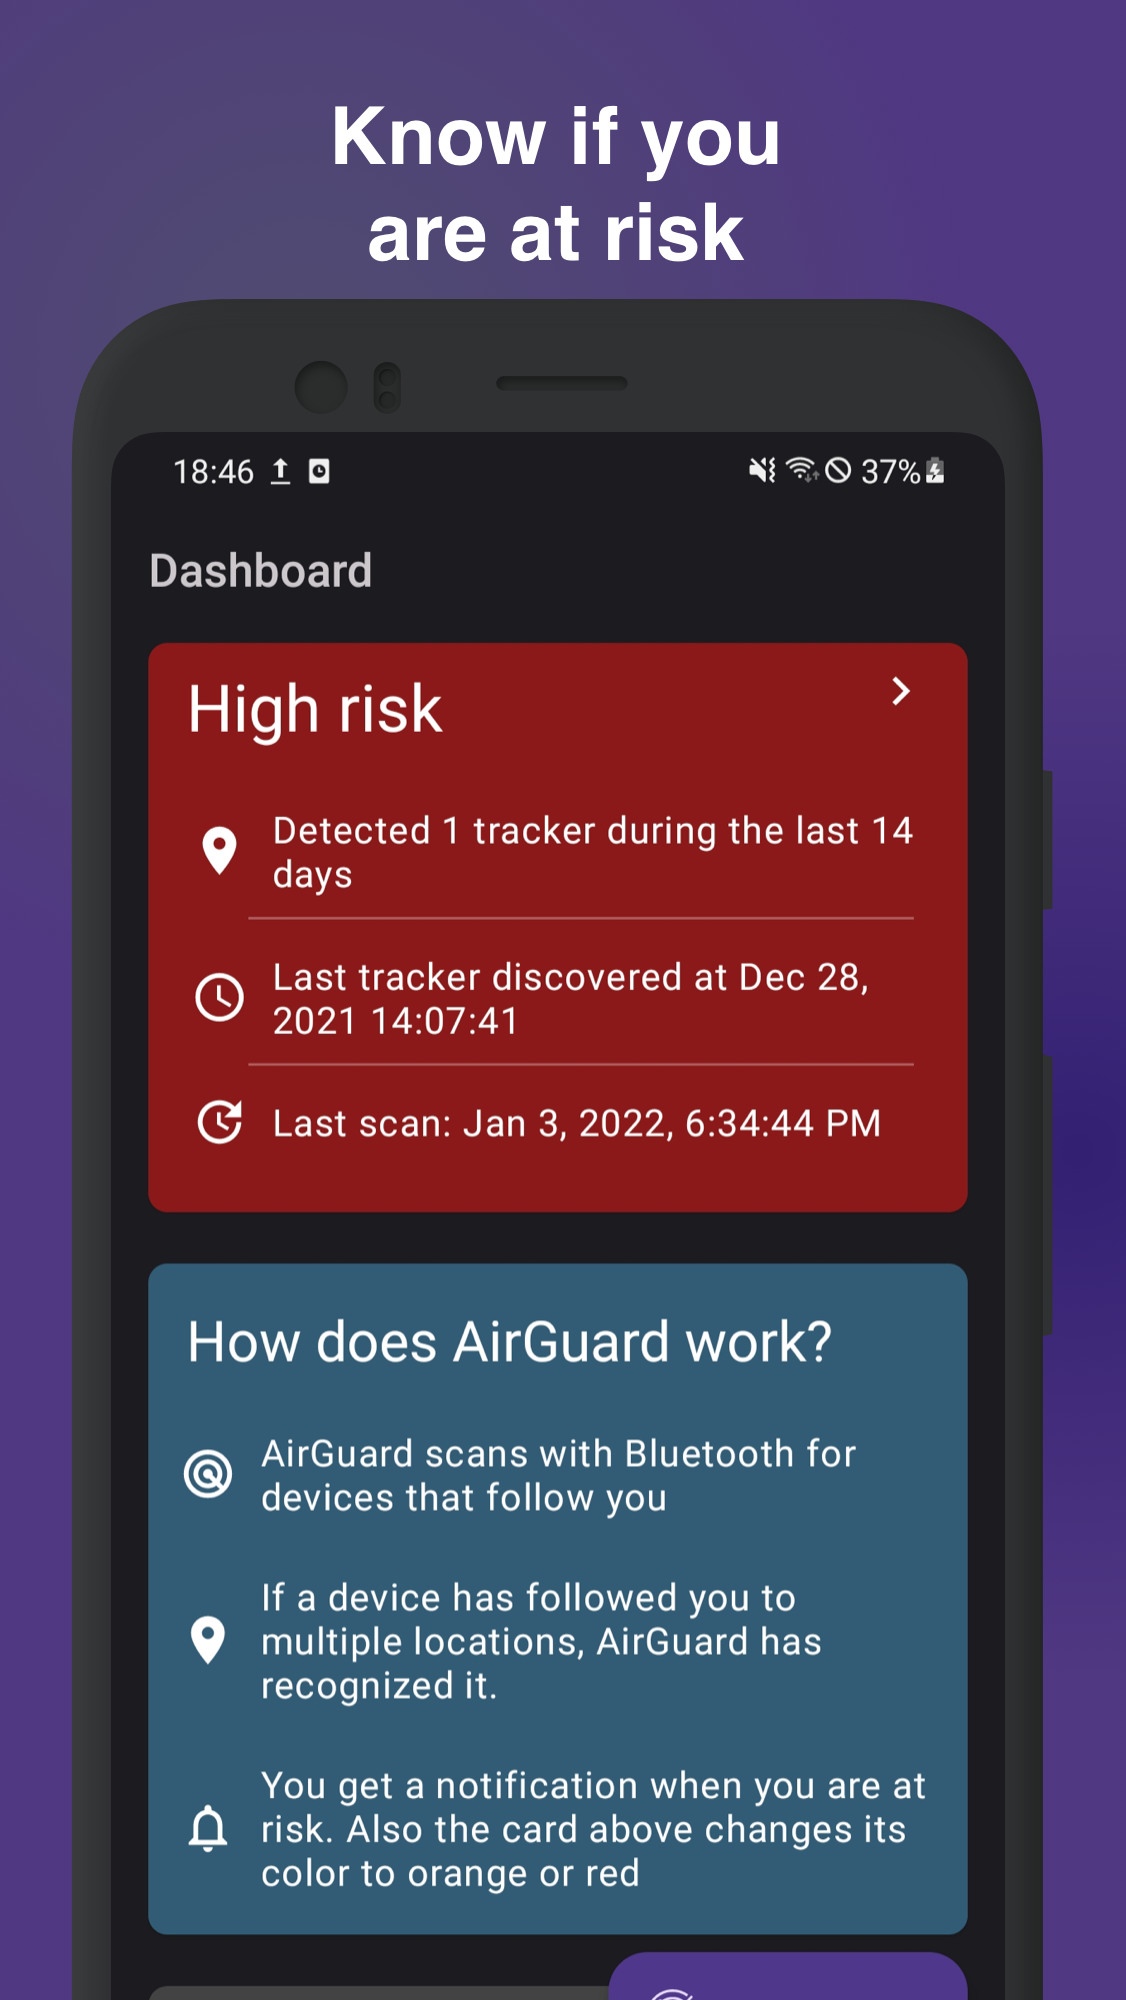 Know if you
are at risk
18:46
37%
Dashboard
High risk
Detected 1 tracker during the last 14
days
Last tracker discovered at Dec 28,
2021 14:07:41
Last scan: Jan 3, 2022, 6:34:44 PM
How does AirGuard work?
AirGuard scans with Bluetooth for
devices that follow you
If a device has followed you to
multiple locations, AirGuard has
recognized it.
You get a notification when you are at
risk. Also the card above changes its
color to orange or red